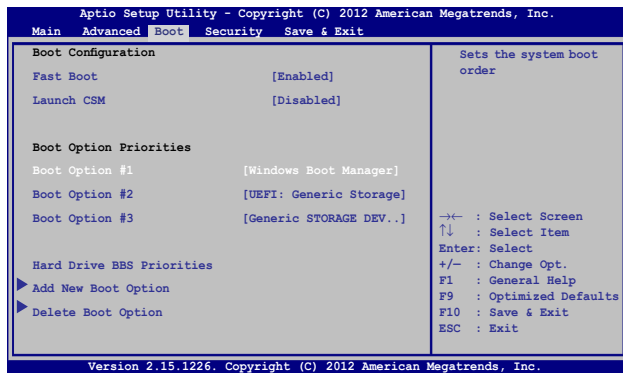 Aptio Setup Utility - Copyright (C) 2012 American Megatrends, Inc.
Main Advanced Boot Security Save & Exit
Boot Configuration
Fast Boot [Enabled]
Launch CSM [Disabled]
Boot Option Priorities
Boot Option #1 [Windows Boot Manager]
Boot Option #2 [UEFI: Generic Storage]
Boot Option #3 [Generic STORAGE DEV..]
Hard Drive BBS Priorities
Add New Boot Option
Delete Boot Option
Sets the system boot
order
→← : Select Screen
↑↓ : Select Item
Enter: Select
+/— : Change Opt.
F1 : General Help
F9 : Optimized Defaults
F10 : Save & Exit
ESC : Exit
Version 2.15.1226. Copyright (C) 2012 American Megatrends, Inc.